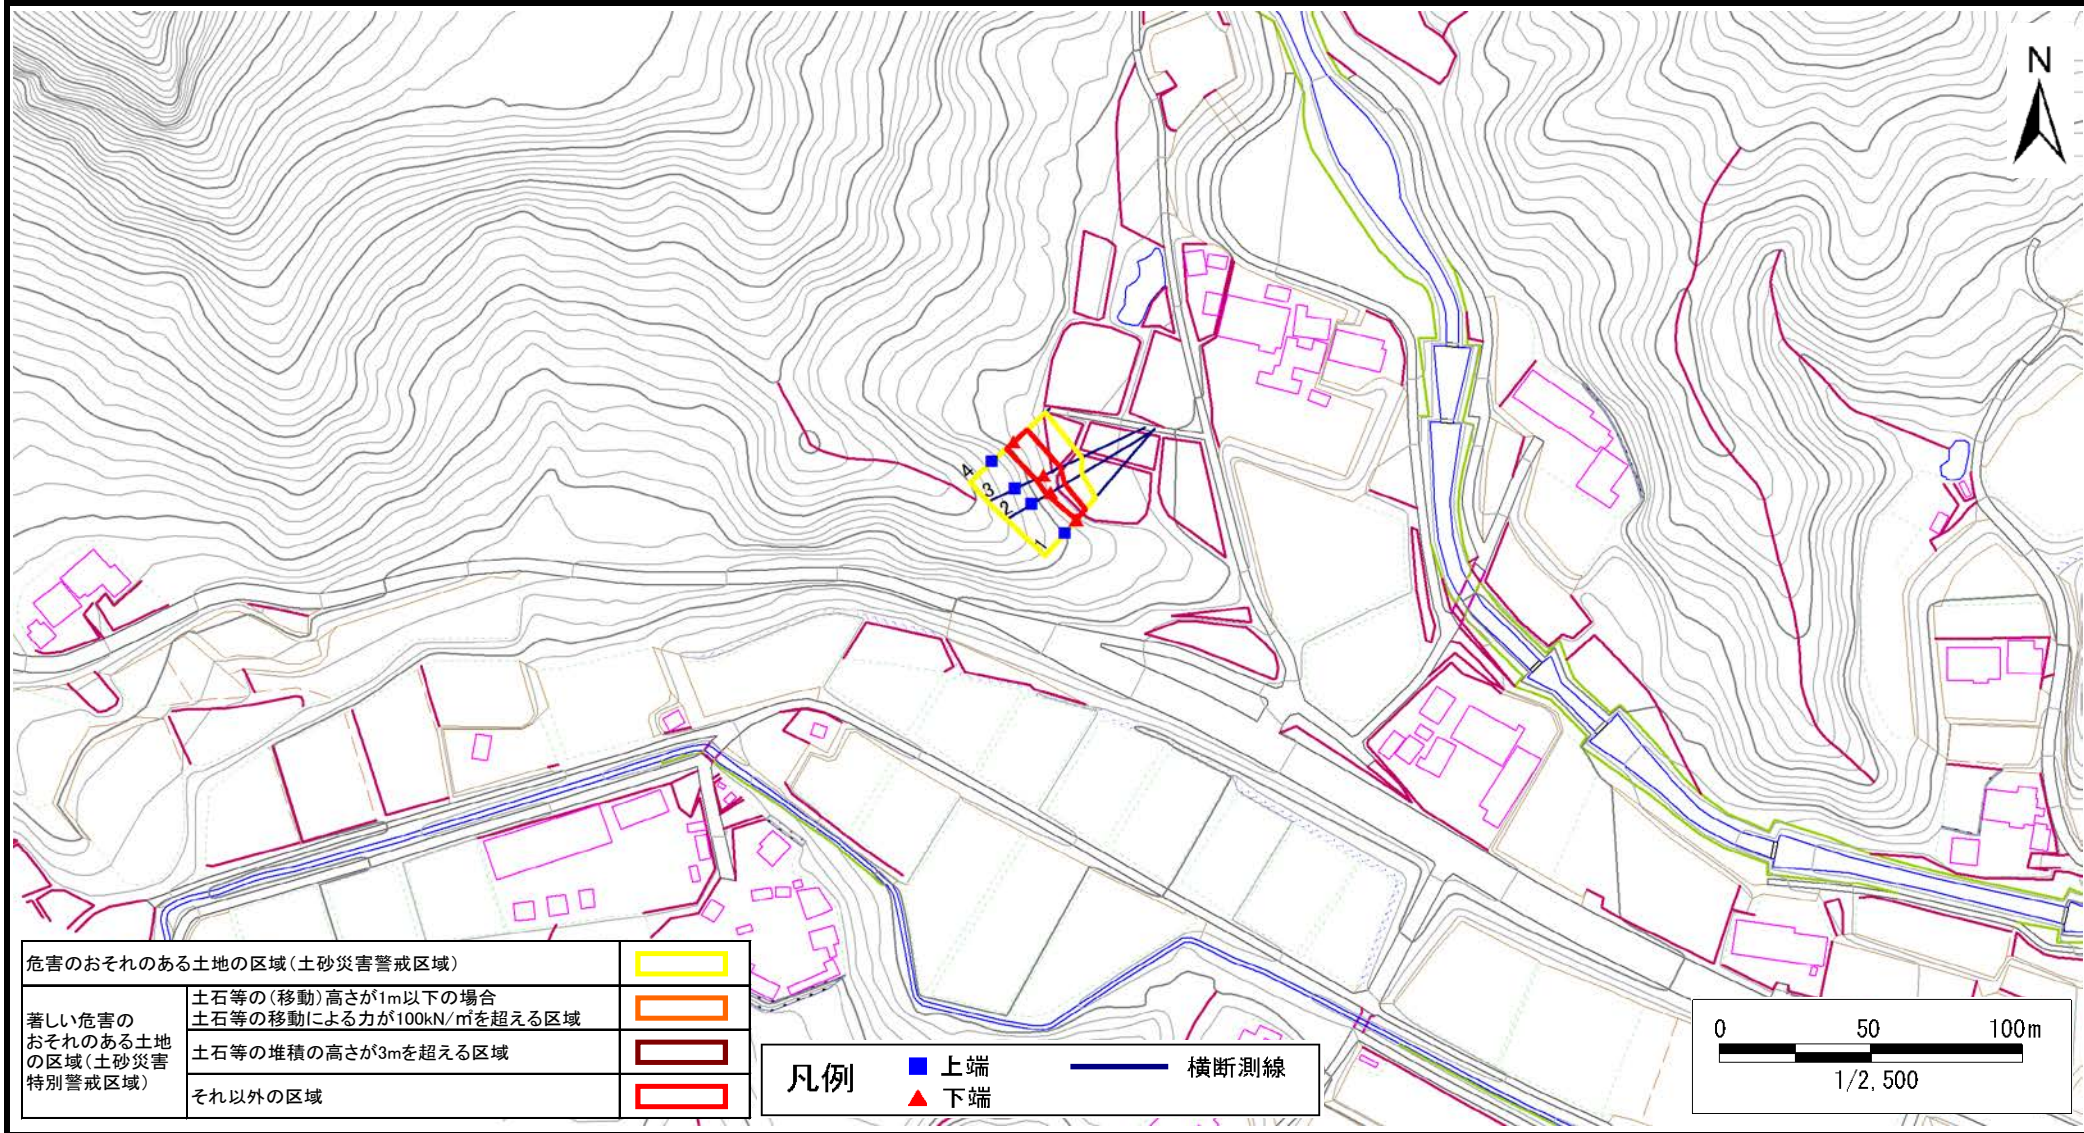 N
4
3
2
1
危害のおそれのある土地の区域(土砂災害警戒区域)
著しい危害の
おそれのある土地
の区域(土砂災害
特別警戒区域)
土石等の(移動)高さが1m以下の場合
土石等の移動による力が100kN/㎡を超える区域
土石等の堆積の高さが3mを超える区域
それ以外の区域
凡例
上端
下端
横断測線
0 50 100m
1/2,500